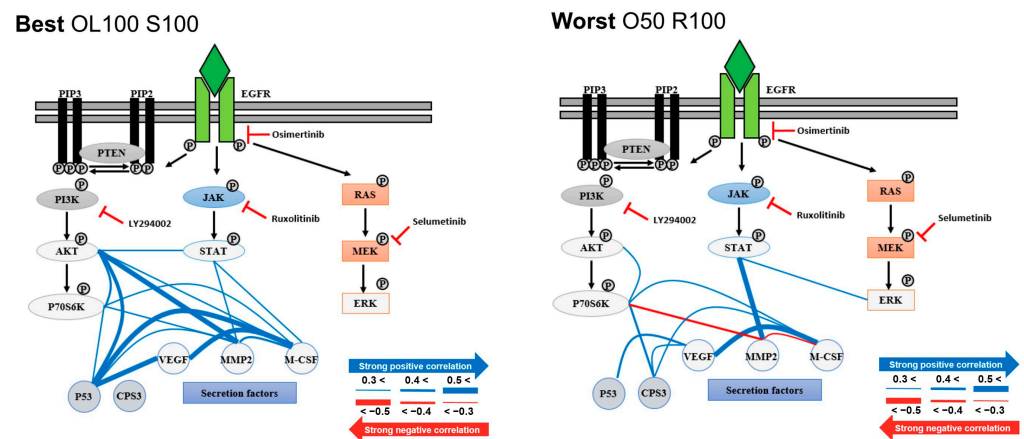 Best OL100 S100
PIP3
PIP2
EGFR
Osimertinib
P
P
PTEN
P P P
P P
P
PI3K
LY294002
P
JAK
Ruxolitinib
P
RAS
Selumetinib
P
AKT
P
STAT
P
MEK
P
P70S6K
P
ERK
VEGF
MMP2
M-CSF
P53
CPS3
Secretion factors
Strong positive correlation
0.3 < 0.4 < 0.5 <
< −0.5 < −0.4 < −0.3
Strong negative correlation
Worst O50 R100
PIP3
PIP2
EGFR
Osimertinib
P
P
PTEN
P P P
P P
P
PI3K
LY294002
P
JAK
Ruxolitinib
P
RAS
Selumetinib
P
AKT
P
STAT
P
MEK
P
P70S6K
P
ERK
VEGF
MMP2
M-CSF
P53
CPS3
Secretion factors
Strong positive correlation
0.3 < 0.4 < 0.5 <
< −0.5 < −0.4 < −0.3
Strong negative correlation